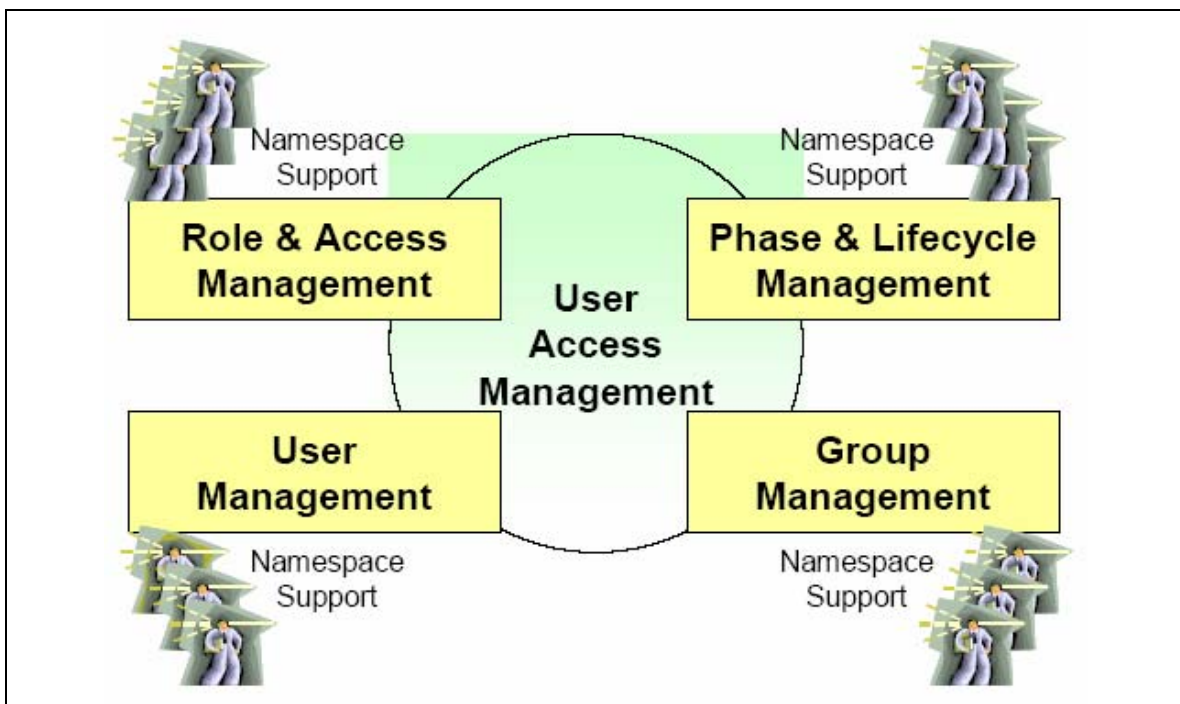 Namespace
Support
Namespace
Support
Role & Access
Management
Phase & Lifecycle
Management
User
Access
Management
User
Management
Group
Management
Namespace
Support
Namespace
Support